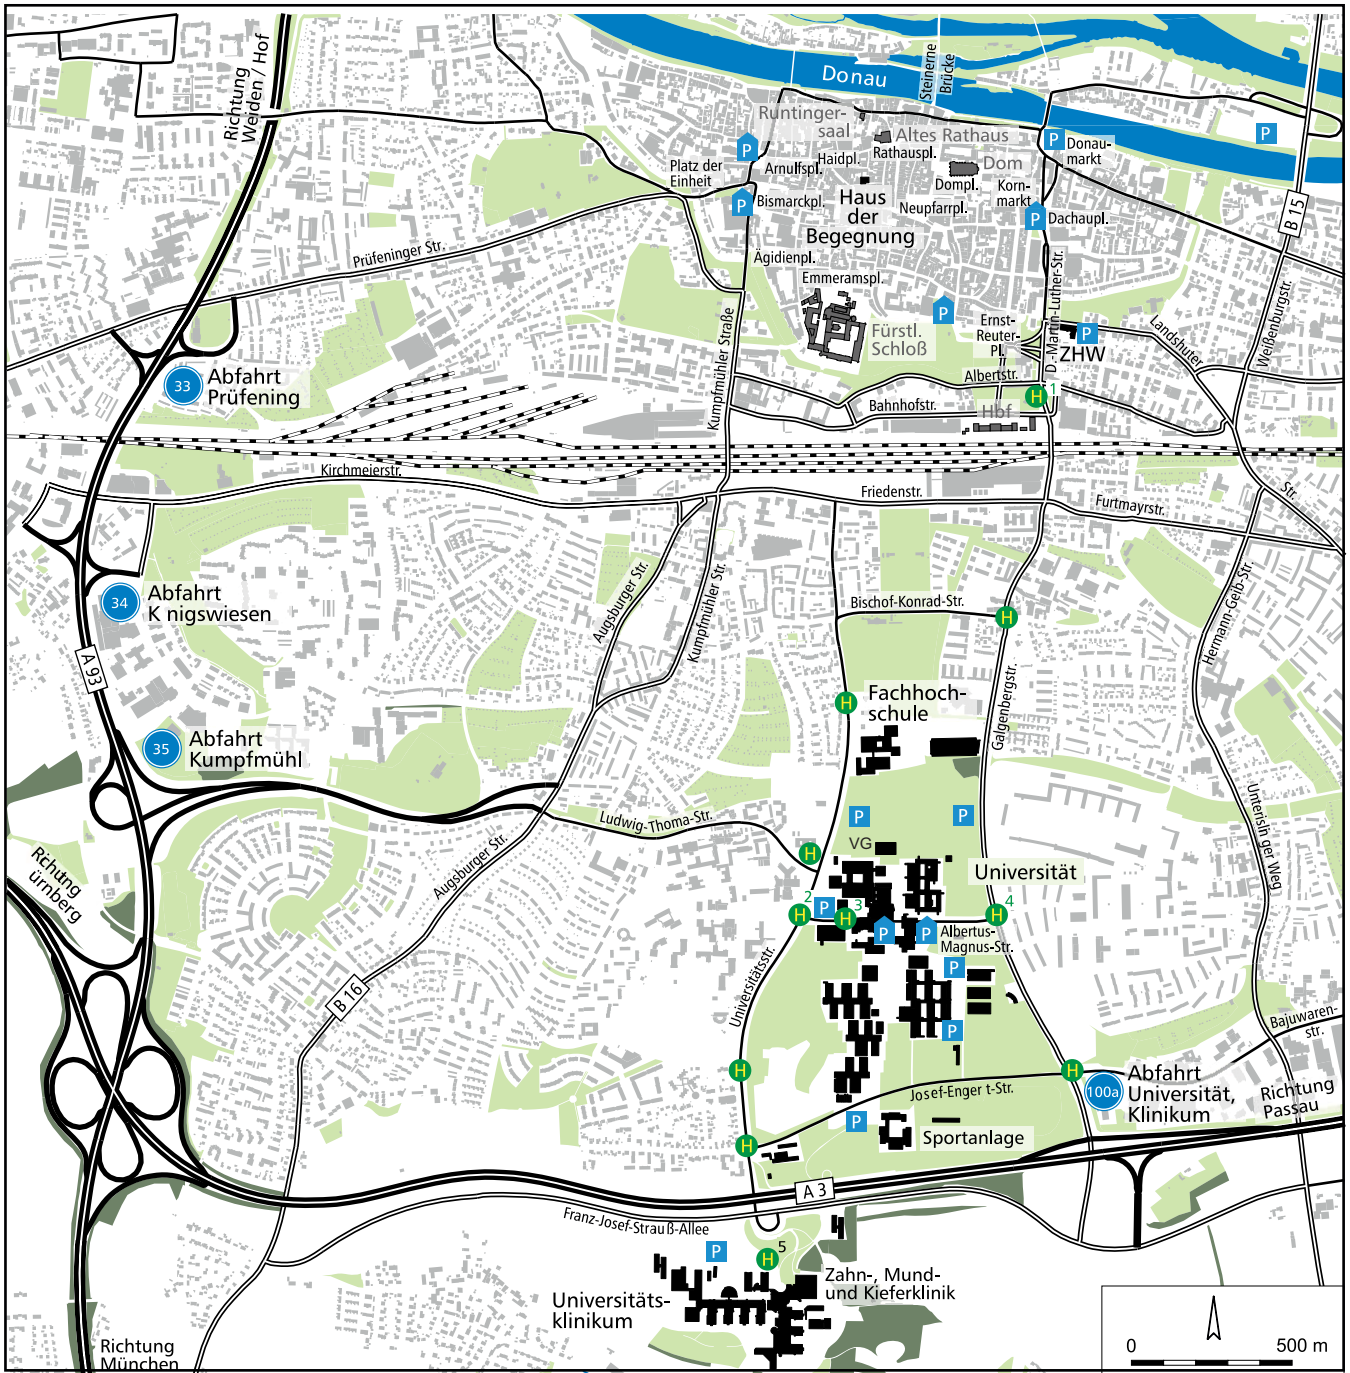 Richtung
Weiden / Hof
Donau
Steinerne
Brücke
Runtinger-
saal
Altes Rathaus
Rathauspl.
Haidpl.
Arnulfspl.
Dom
Dompl.
Korn-
markt
P
P
Donau-
markt
P
Platz der
Einheit
P
Bismarckpl.
Haus
der
Begegnung
Neupfarrpl.
P
Dachaupl.
B 15
Prüfeninger Str.
Ägidienpl.
Emmeramspl.
D.-Martin-Luther-Str.
Weißenburgstr.
Kumpfmühler Straße
Fürstl.
Schloß
P
Ernst-
Reuter-
Pl.
P
ZHW
Landshuter
Str.
33
Abfahrt
Prüfening
Albertstr.
H
1
Bahnhofstr.
Hbf
Kirchmeierstr.
Friedenstr.
Furtmayrstr.
34
Abfahrt
K nigswiesen
Augsburger Str.
Kumpfmühler Str.
Bischof-Konrad-Str.
H
Hermann-Geib-Str.
A 93
H
Fachhoch-
schule
Galgenbergstr.
35
Abfahrt
Kumpfmühl
Ludwig-Thoma-Str.
P
P
VG
H
Unterislin ger Weg
Richtung
ürnberg
Augsburger Str.
Universität
2
H
P
3
H
P
P
4
H
Albertus-
Magnus-Str.
P
Universitätsstr.
B 16
P
Bajuwaren-
str.
H
H
Josef-Enger t-Str.
100a
Abfahrt
Universität,
Klinikum
Richtung
Passau
P
Sportanlage
H
A 3
Franz-Josef-Strauß-Allee
P
H
5
Zahn-, Mund-
und Kieferklinik
Universitäts-
klinikum
Richtung
München
0
500 m